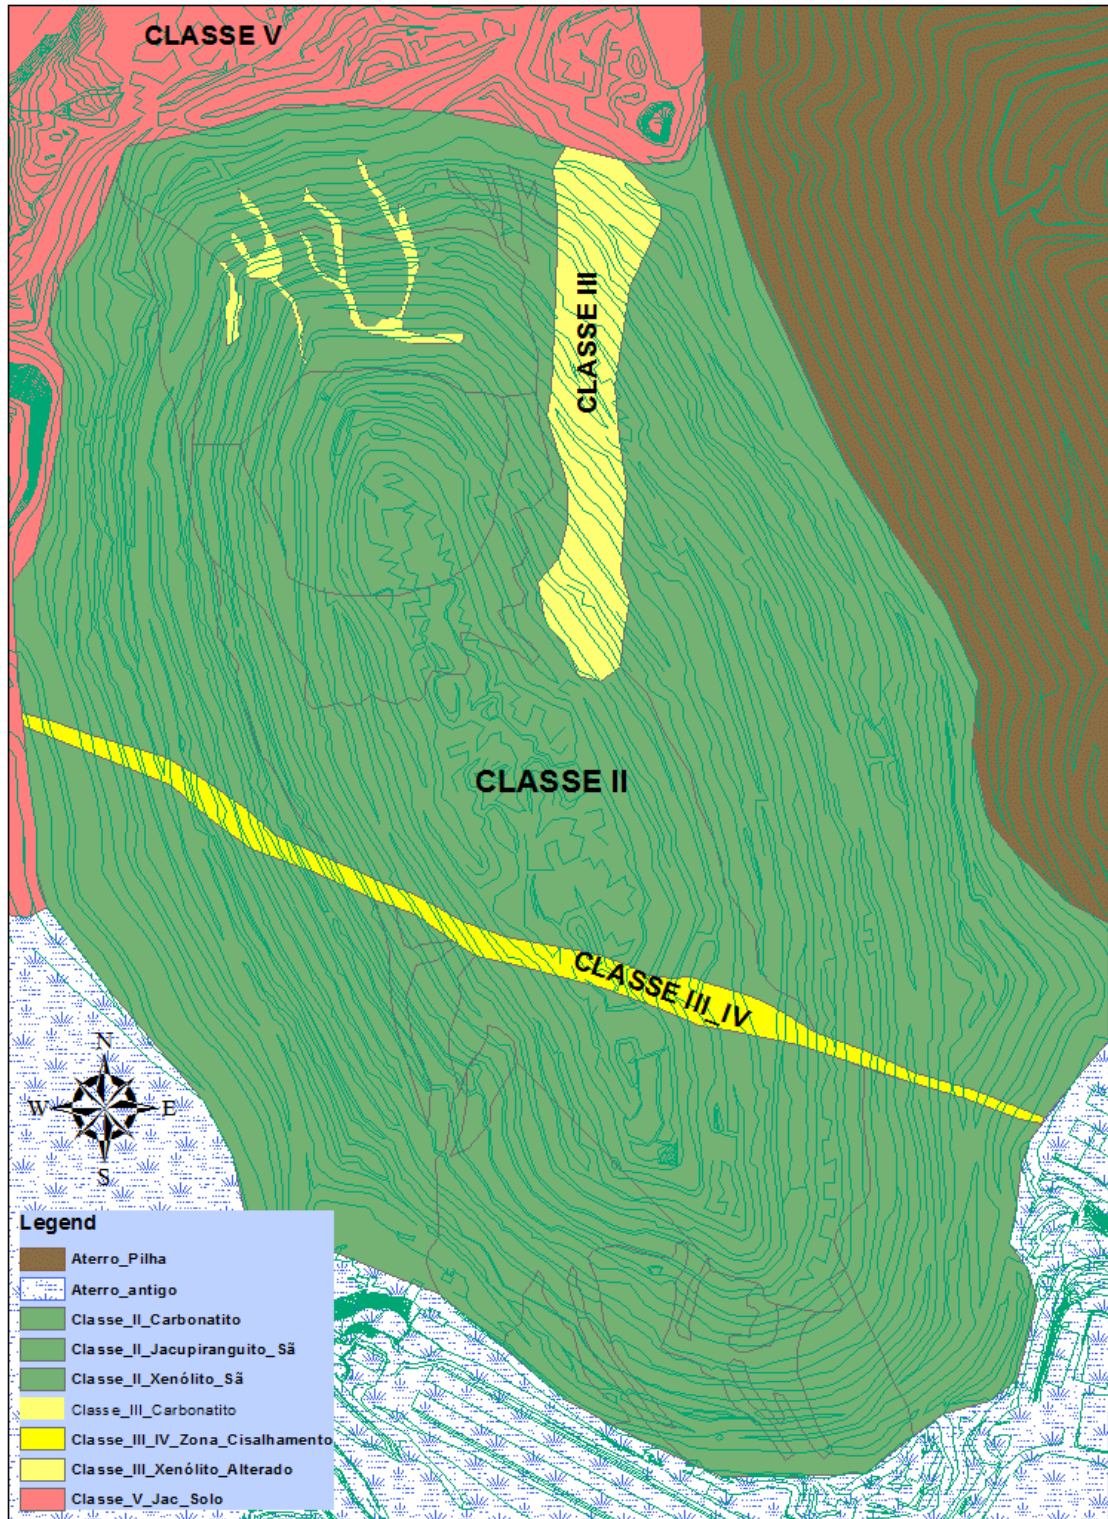 CLASSE V
CLASSE III
CLASSE II
CLASSE III_IV
N
W
E
S
Legend
Aterro_Pilha
Aterro_antigo
Classe_II_Carbonatito
Classe_II_Jacupiranguito_Sã
Classe_II_Xenólito_Sã
Classe_III_Carbonatito
Classe_III_IV_Zona_Cisalhamento
Classe_III_Xenólito_Alterado
Classe_V_Jac_Solo